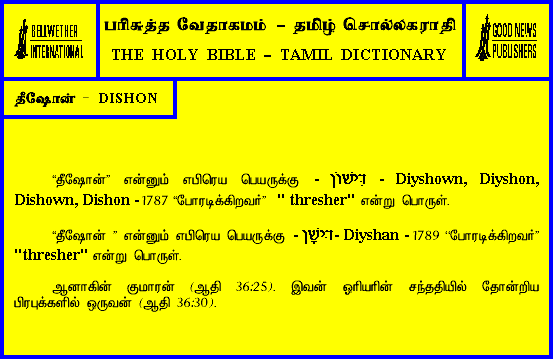 BELLWETHER
INTERNATIONAL
பரிசுத்த வேதாகமம் – தமிழ் சொல்லகராதி
THE HOLY BIBLE – TAMIL DICTIONARY
GOOD NEWS
PUBLISHERS
தீஷோன் - DISHON
“தீஷோன்” என்னும் எபிரெய பெயருக்கு - דִּישׁוֹן - Diyshown, Diyshon,
Dishown, Dishon - 1787 “போரடிக்கிறவர்” " thresher" என்று பொருள்.
“தீஷோன் ” என்னும் எபிரெய பெயருக்கு - דִּישָׁן - Diyshan - 1789 “போரடிக்கிறவர்”
"thresher" என்று பொருள்.
ஆனாகின் குமாரன் (ஆதி 36:25). இவன் ஓரியரின் சந்ததியில் தோன்றிய
பிரபுக்களில் ஒருவன் (ஆதி 36:30).